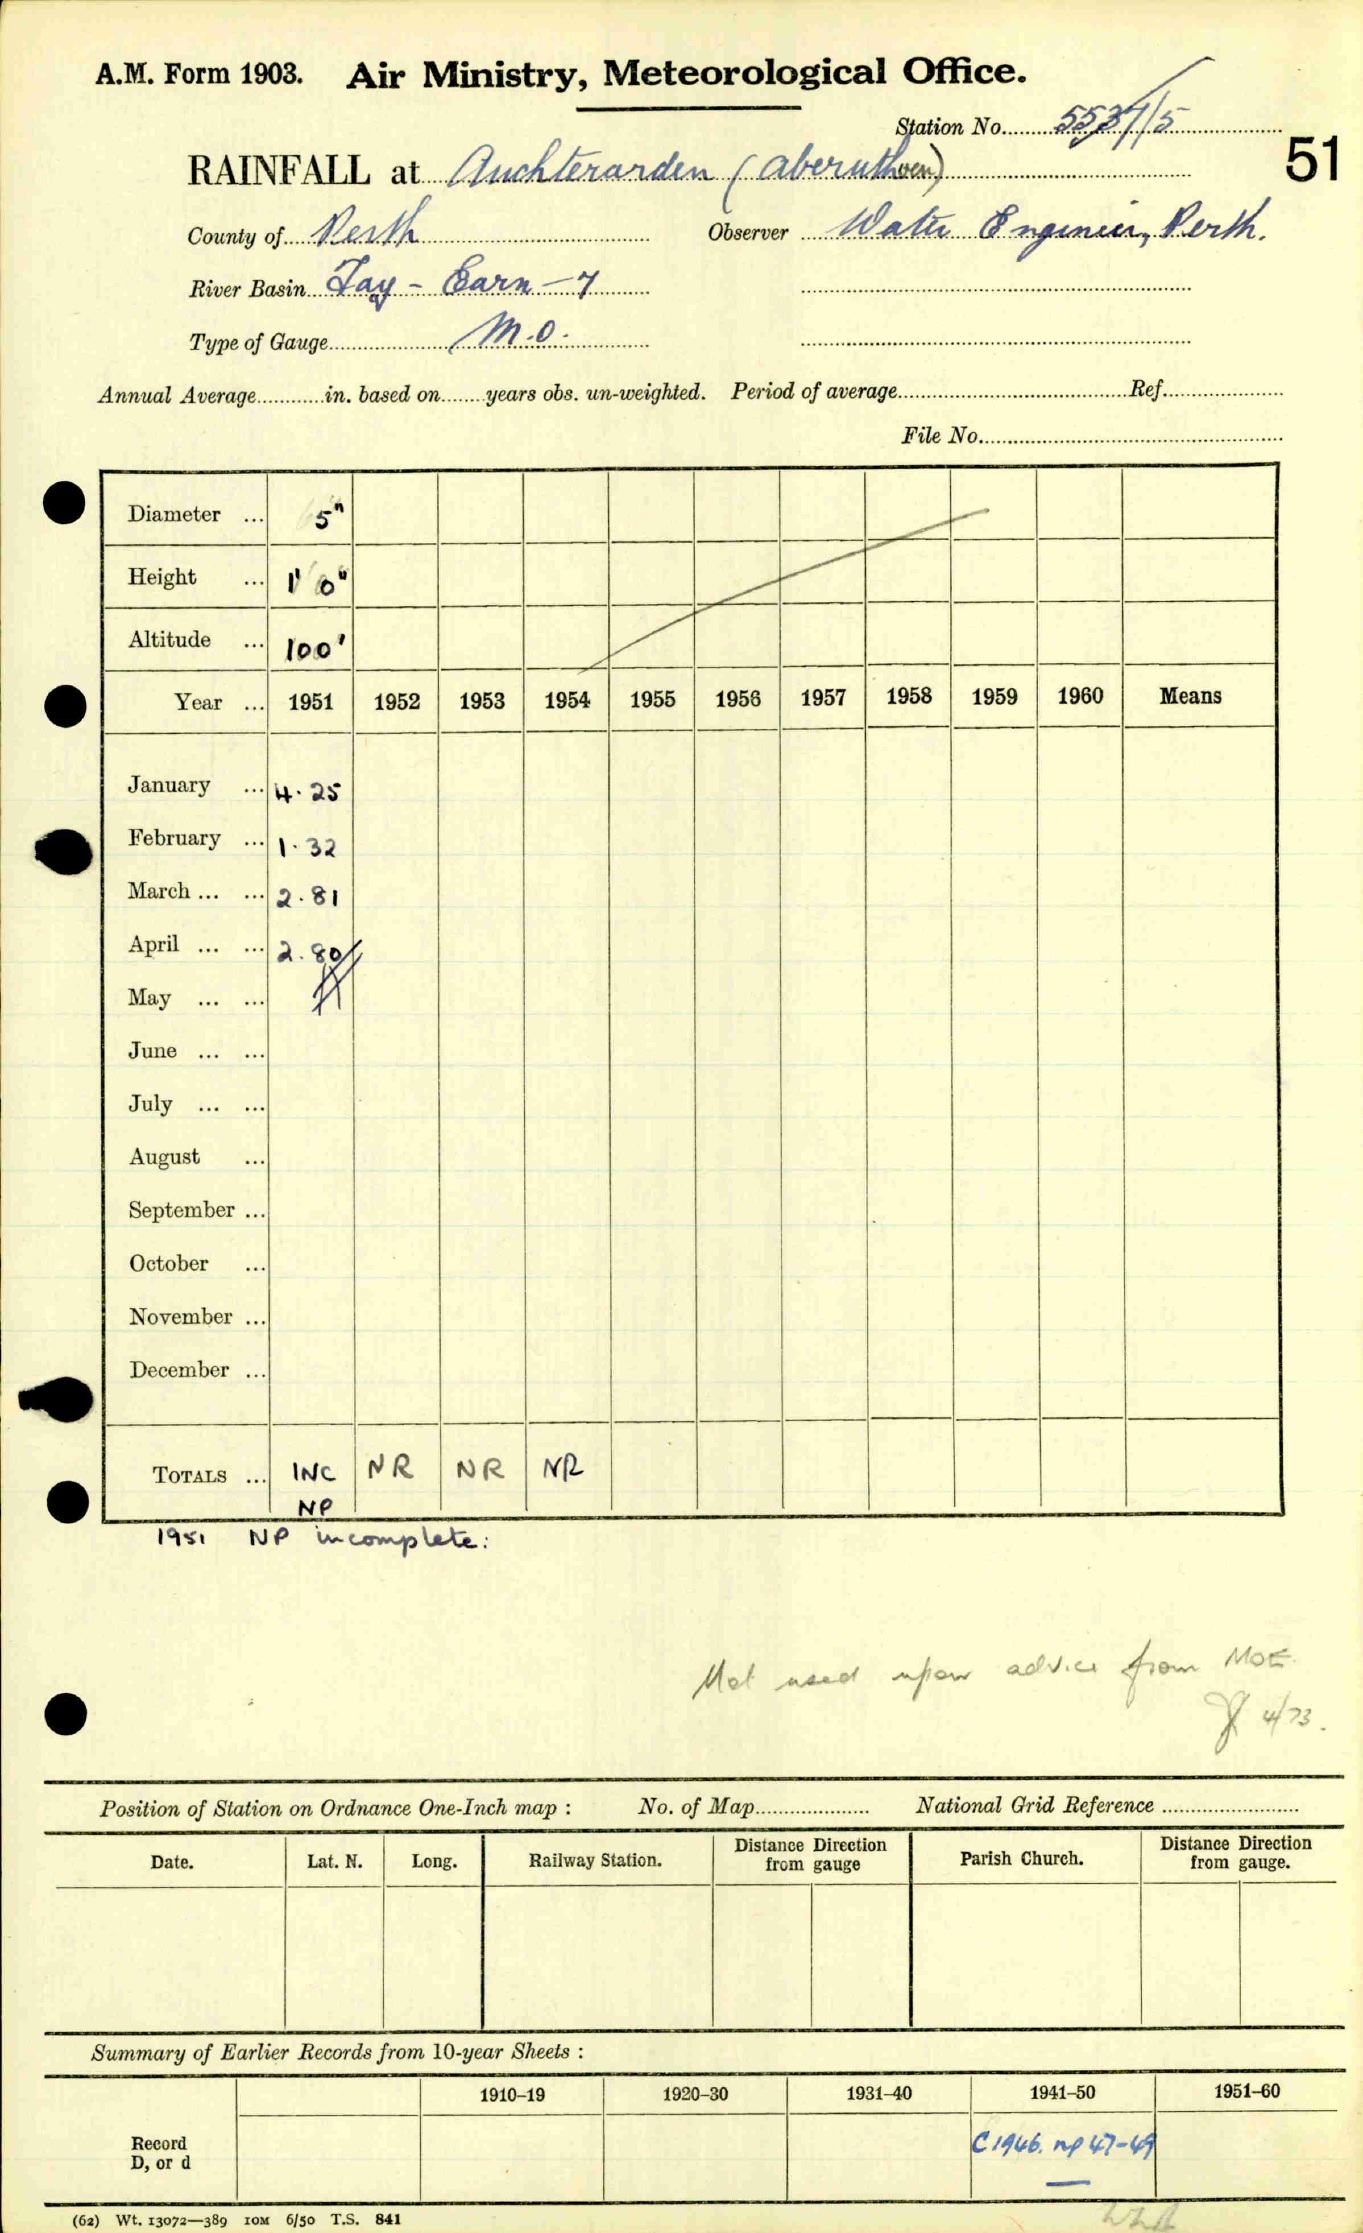 A.M. Form 1903. Air Ministry, Meteorological Office.
Station No. 5537/5
51
RAINFALL at Auchterarden (Aberuthven)
County of Perth Observer Water Engineer, Perth.
River Basin Tay - Earn - 7
Type of Gauge M.O.
Annual Average in. based on years obs. un-weighted. Period of average Ref.
File No.
Diameter ... 5"
Height ... 1' 0"
Altitude ... 100'
Year ... 1951 1952 1953 1954 1955 1956 1957 1958 1959 1960 Means
January ... 4.25
February ... 1.32
March ... ... 2.81
April ... ... 2.80
May ... ...
June ... ...
July ... ...
August ...
September ...
October ...
November ...
December ...
TOTALS ... INC NR NR NR
NP
1951 NP incomplete:
Not used upon advice from MOE
4/73.
Position of Station on Ordnance One-Inch map : No. of Map National Grid Reference
Date. Lat. N. Long. Railway Station. Distance Direction from gauge Parish Church. Distance Direction from gauge.
Summary of Earlier Records from 10-year Sheets :
1910–19 1920–30 1931–40 1941–50 1951–60
Record
D, or d
C1946. np 47-49
(62) Wt. 13072—389 10M 6/50 T.S. 841